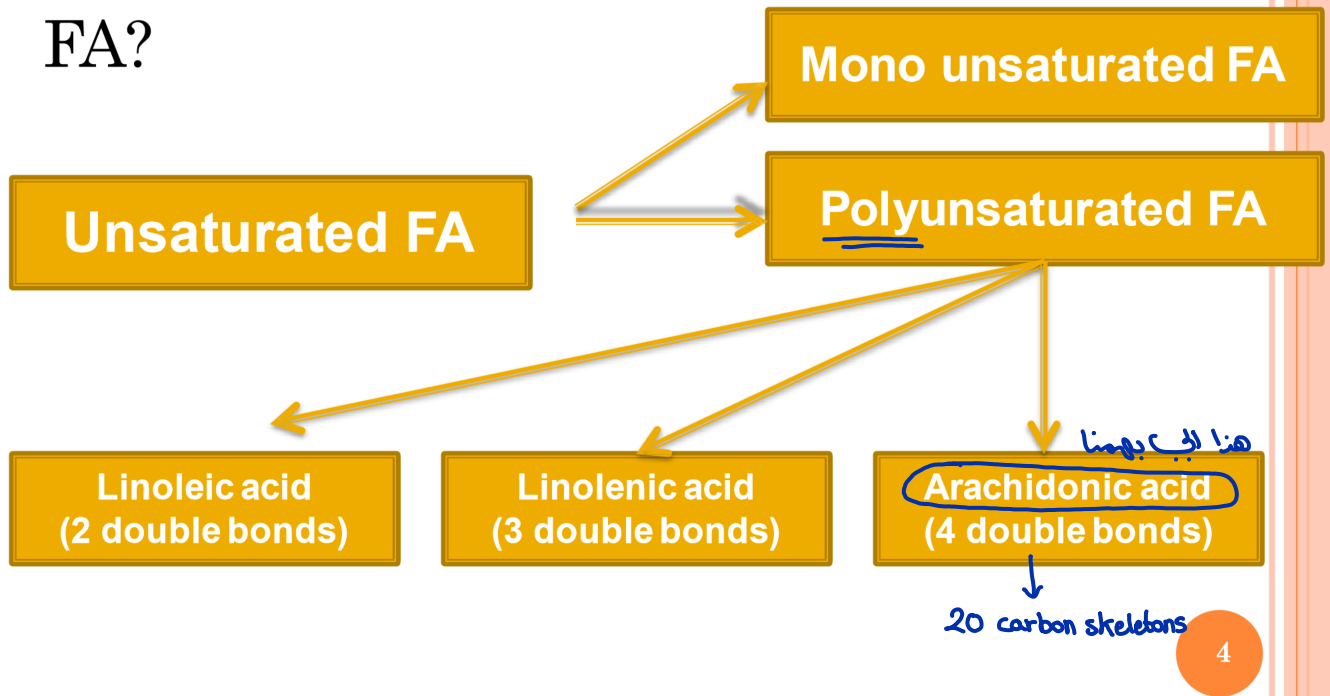 FA?
Mono unsaturated FA
Unsaturated FA
Polyunsaturated FA
هذا الي بهمنا
Linoleic acid
(2 double bonds)
Linolenic acid
(3 double bonds)
Arachidonic acid
(4 double bonds)
20 carbon skeletons
4